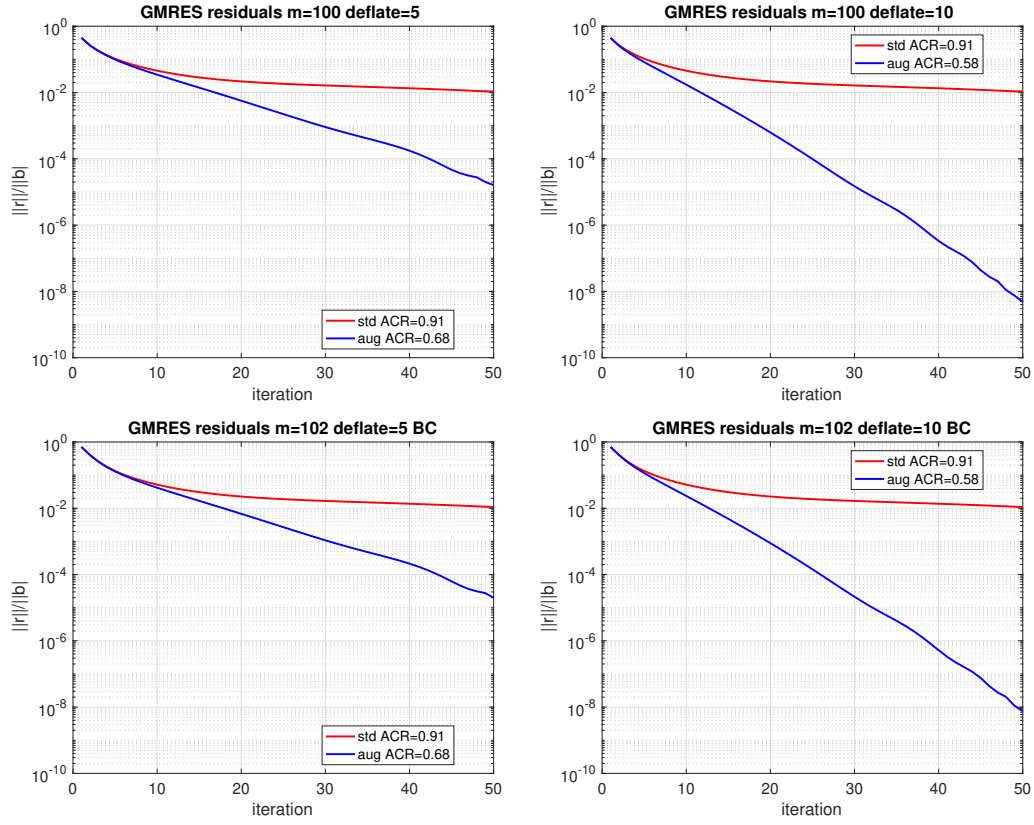 GMRES residuals m=100 deflate=5
10^0
10^-2
10^-4
10^-6
10^-8
10^-10
||r||/||b|
std ACR=0.91
aug ACR=0.68
0 10 20 30 40 50
iteration
GMRES residuals m=100 deflate=10
10^0
10^-2
10^-4
10^-6
10^-8
10^-10
||r||/||b|
std ACR=0.91
aug ACR=0.58
0 10 20 30 40 50
iteration
GMRES residuals m=102 deflate=5 BC
10^0
10^-2
10^-4
10^-6
10^-8
10^-10
||r||/||b|
std ACR=0.91
aug ACR=0.68
0 10 20 30 40 50
iteration
GMRES residuals m=102 deflate=10 BC
10^0
10^-2
10^-4
10^-6
10^-8
10^-10
||r||/||b|
std ACR=0.91
aug ACR=0.58
0 10 20 30 40 50
iteration